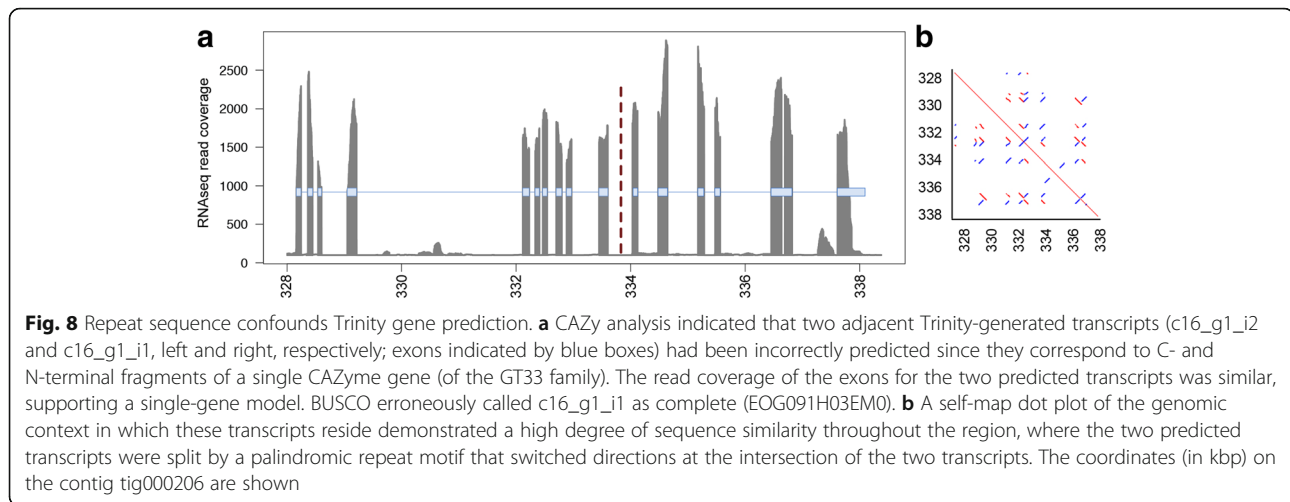 a
b
RNAseq read coverage
2500
2000
1500
1000
500
0
328
330
332
334
336
338
328
330
332
334
336
338
328
330
332
334
336
338
Fig. 8 Repeat sequence confounds Trinity gene prediction. a CAZy analysis indicated that two adjacent Trinity-generated transcripts (c16_g1_i2
and c16_g1_i1, left and right, respectively; exons indicated by blue boxes) had been incorrectly predicted since they correspond to C- and
N-terminal fragments of a single CAZyme gene (of the GT33 family). The read coverage of the exons for the two predicted transcripts was similar,
supporting a single-gene model. BUSCO erroneously called c16_g1_i1 as complete (EOG091H03EM0). b A self-map dot plot of the genomic
context in which these transcripts reside demonstrated a high degree of sequence similarity throughout the region, where the two predicted
transcripts were split by a palindromic repeat motif that switched directions at the intersection of the two transcripts. The coordinates (in kbp) on
the contig tig000206 are shown